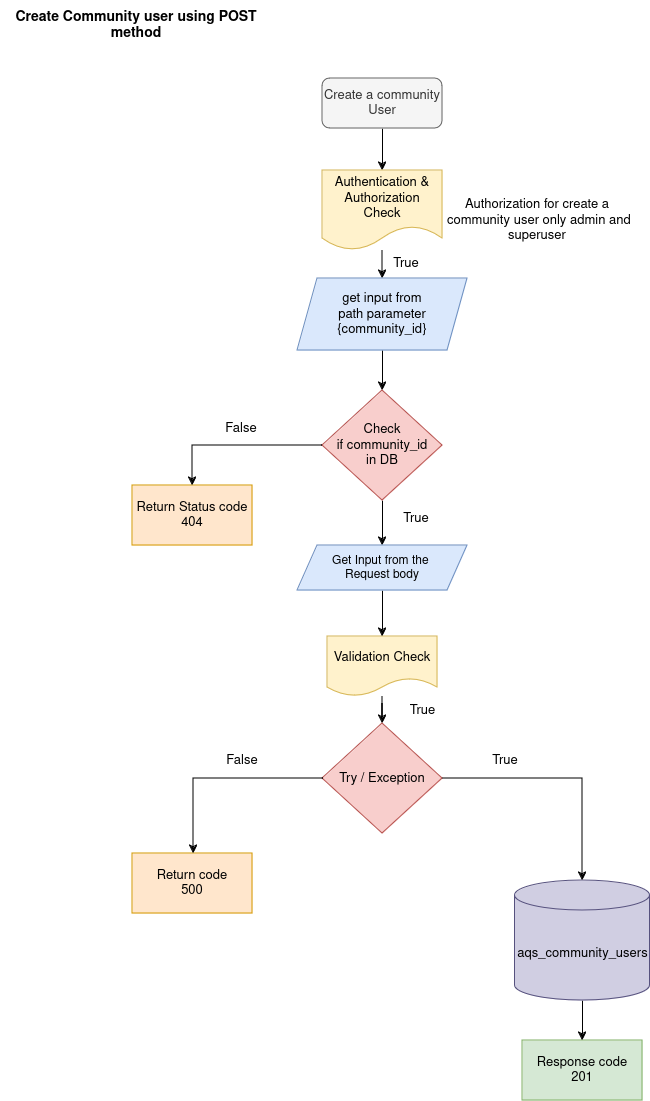 Create Community user using POST
method
Create a community
User
Authentication &
Authorization
Check
Authorization for create a
community user only admin and
superuser
True
get input from
path parameter
{community_id}
False
Check
if community_id
in DB
Return Status code
404
True
Get Input from the
Request body
Validation Check
True
False
Try / Exception
True
Return code
500
aqs_community_users
Response code
201